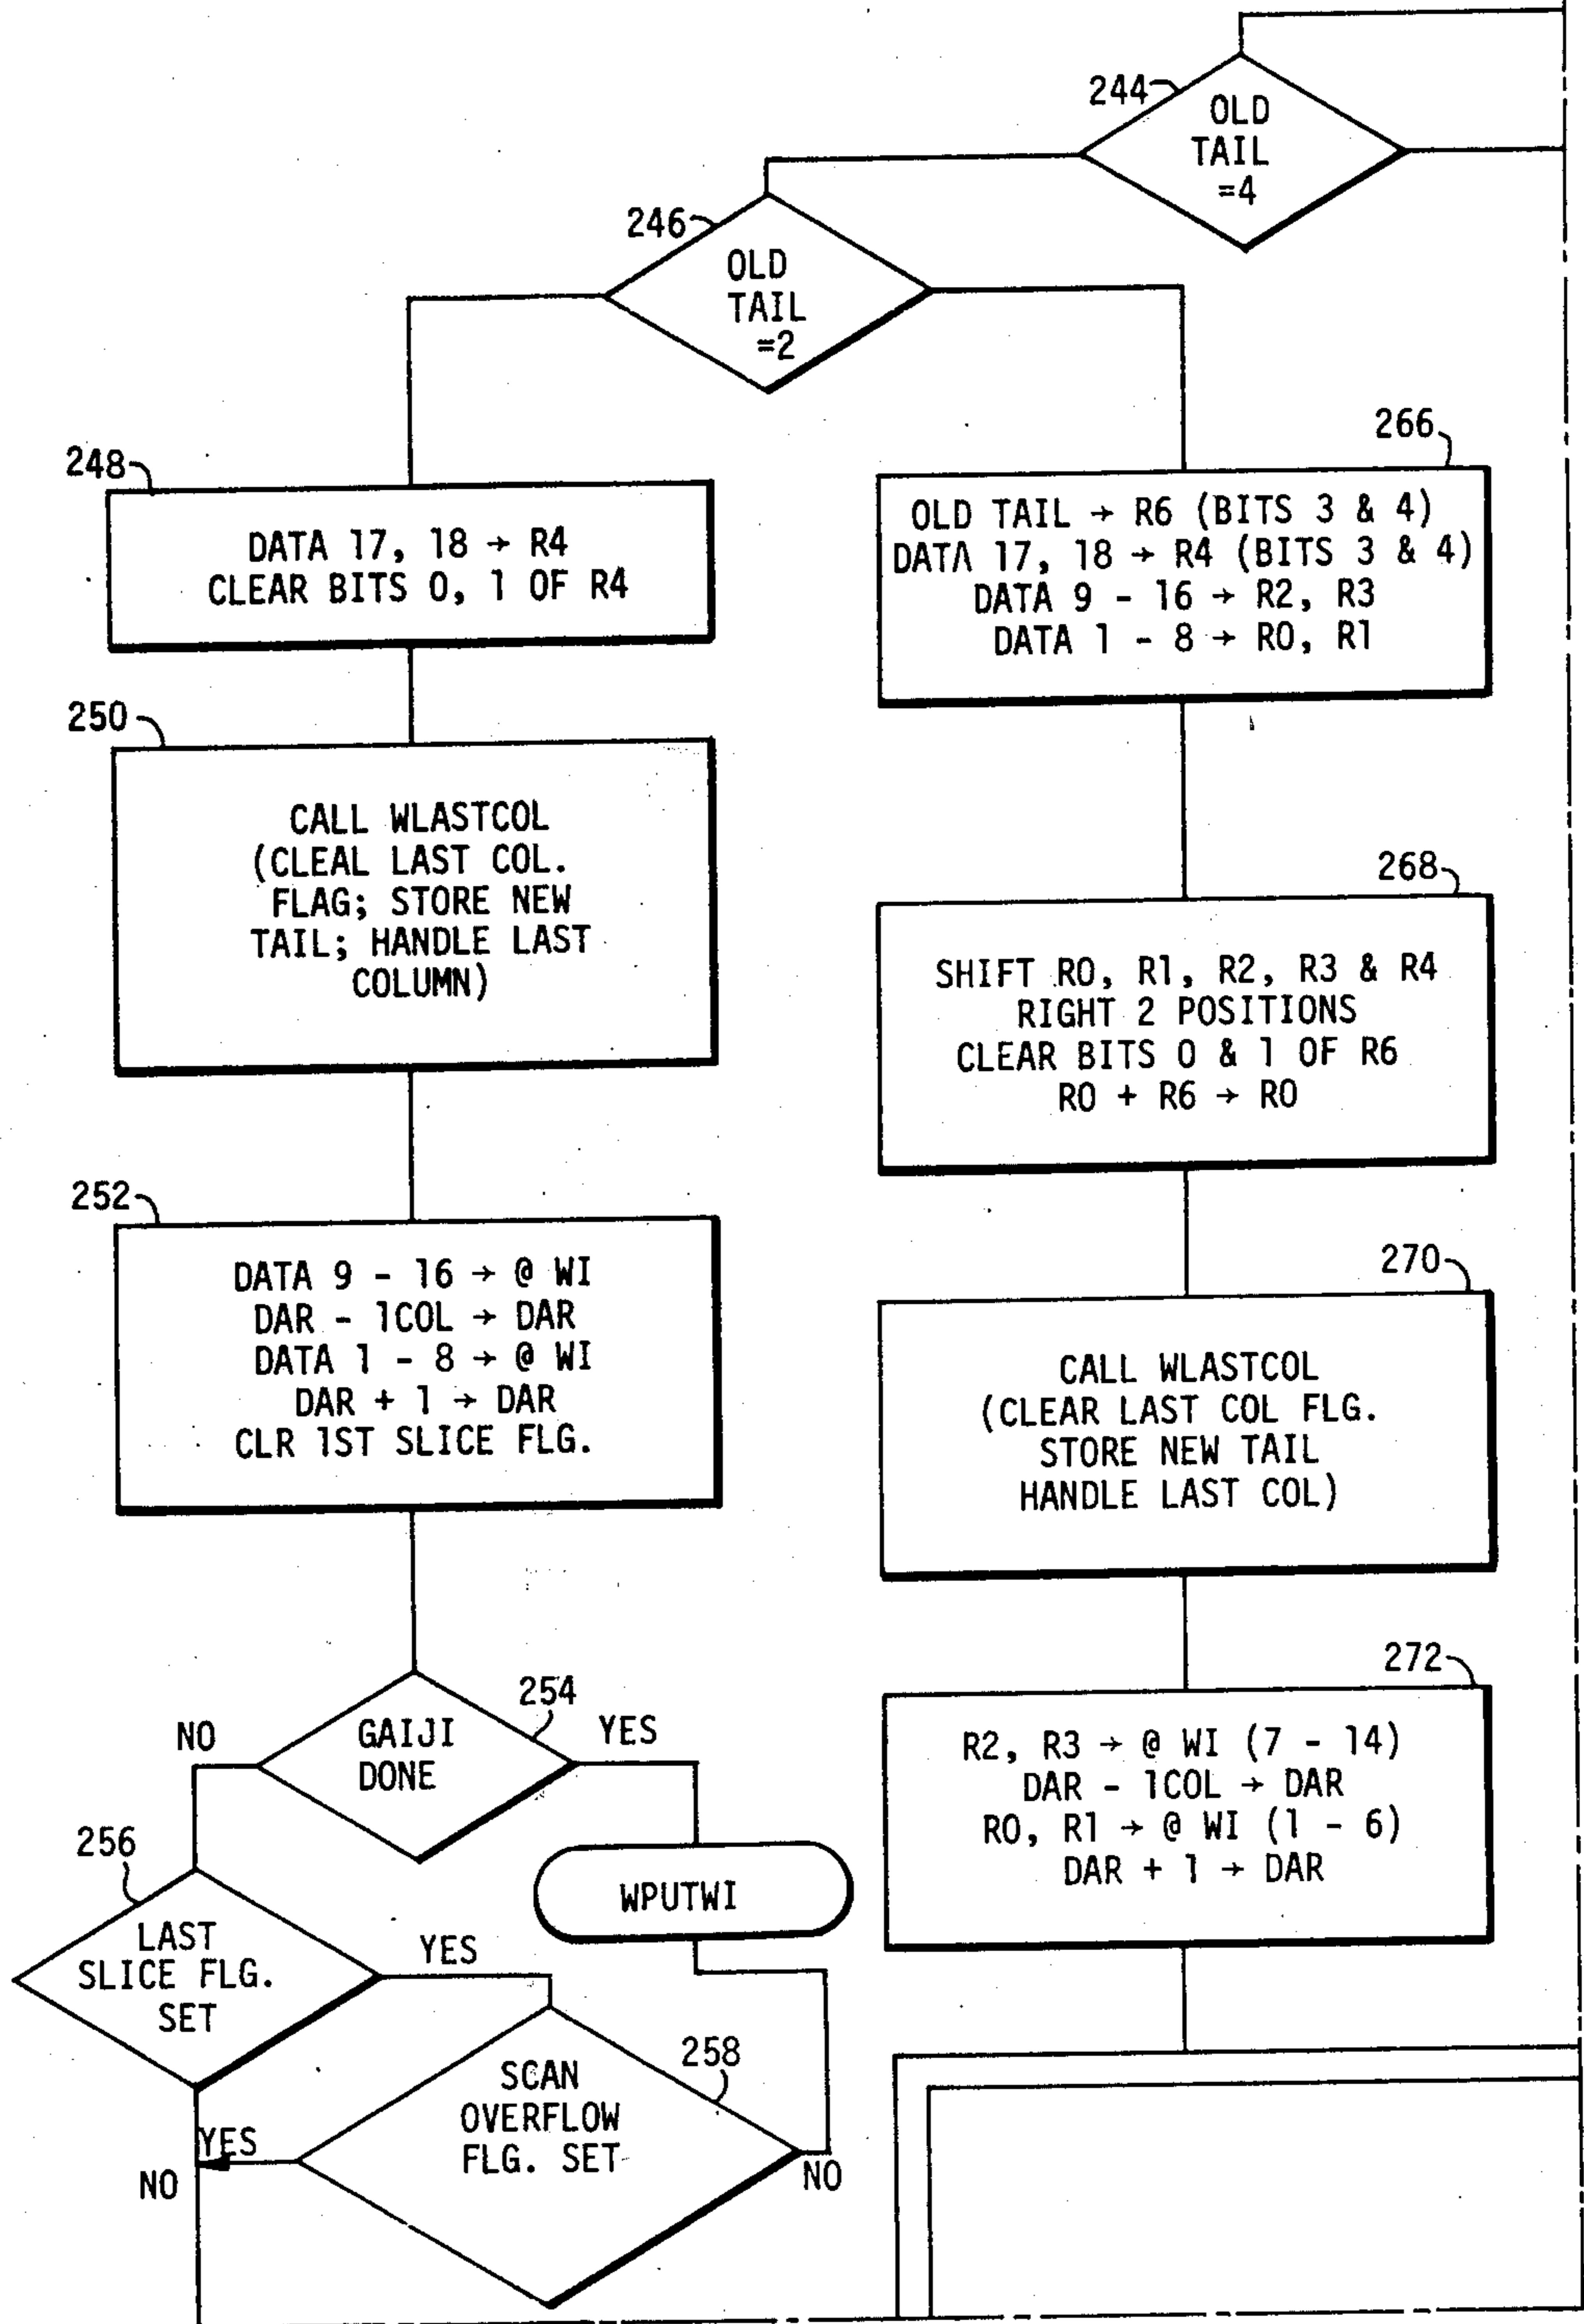 244
OLD
TAIL
=4
246
OLD
TAIL
=2
248
DATA 17, 18 → R4
CLEAR BITS 0, 1 OF R4
250
CALL WLASTCOL
(CLEAL LAST COL.
FLAG; STORE NEW
TAIL; HANDLE LAST
COLUMN)
252
DATA 9 - 16 → @ WI
DAR - 1COL → DAR
DATA 1 - 8 → @ WI
DAR + 1 → DAR
CLR 1ST SLICE FLG.
254
GAIJI
DONE
NO
YES
WPUTWI
256
LAST
SLICE FLG.
SET
YES
NO
258
SCAN
OVERFLOW
FLG. SET
YES
NO
266
OLD TAIL → R6 (BITS 3 & 4)
DATA 17, 18 → R4 (BITS 3 & 4)
DATA 9 - 16 → R2, R3
DATA 1 - 8 → R0, R1
268
SHIFT R0, R1, R2, R3 & R4
RIGHT 2 POSITIONS
CLEAR BITS 0 & 1 OF R6
R0 + R6 → R0
270
CALL WLASTCOL
(CLEAR LAST COL FLG.
STORE NEW TAIL
HANDLE LAST COL)
272
R2, R3 → @ WI (7 - 14)
DAR - 1COL → DAR
R0, R1 → @ WI (1 - 6)
DAR + 1 → DAR